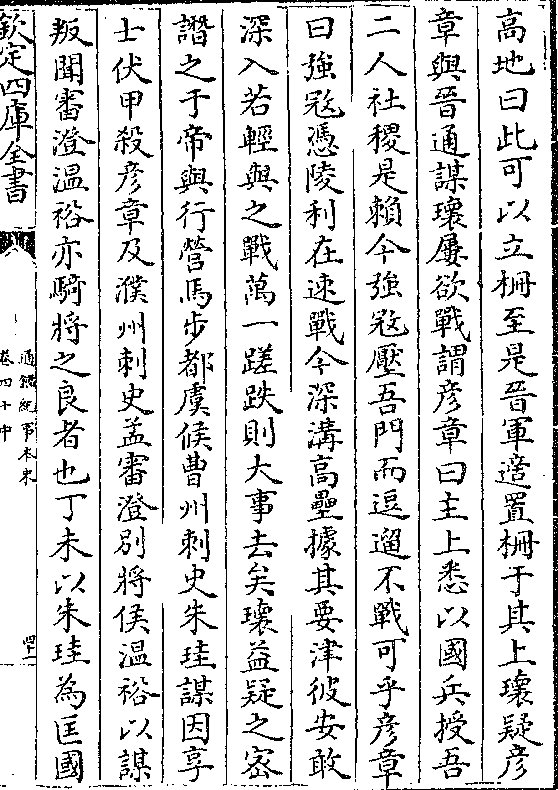 高地曰此可以立柵至是晉軍適置柵于其上瓌疑彦
章與晉通謀瓌屢欲戰謂彦章曰主上悉以國兵授吾
二人社稷是賴今強寇壓吾門而逗遛不戰可乎彦章
曰強寇憑陵利在速戰今深溝高壘據其要津彼安敢
深入若輕與之戰萬一蹉跌則大事去矣瓌益疑之宻
譖之于帝與行營馬步都虞侯曹州刺史朱珪謀因享
士伏甲殺彦章及濮州刺史孟審澄别將侯温裕以謀
叛聞審澄温裕亦騎將之良者也丁未以朱珪為匡國
欽定四庫全書
通鑑紀事本末
卷四十中